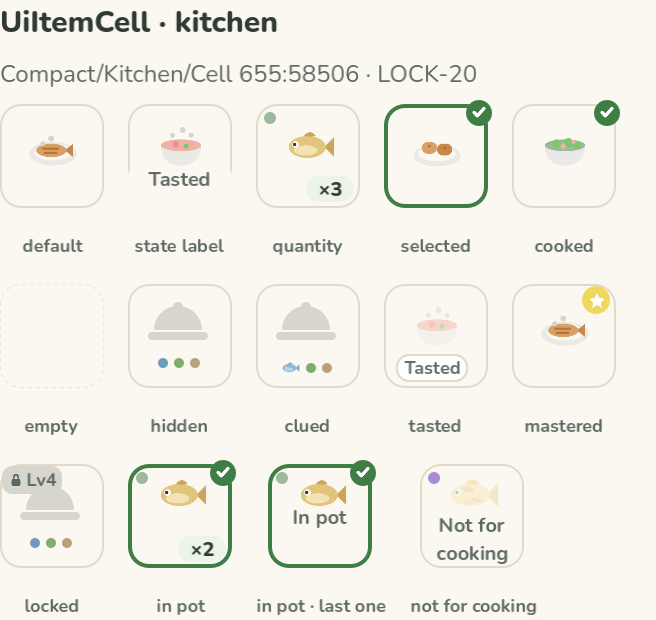 UiItemCell · kitchen
Compact/Kitchen/Cell 655:58506 · LOCK-20
Tasted
×3
default
state label
quantity
selected
cooked
Tasted
empty
hidden
clued
tasted
mastered
Lv4
×2
In pot
Not for
cooking
locked
in pot
in pot · last one
not for cooking